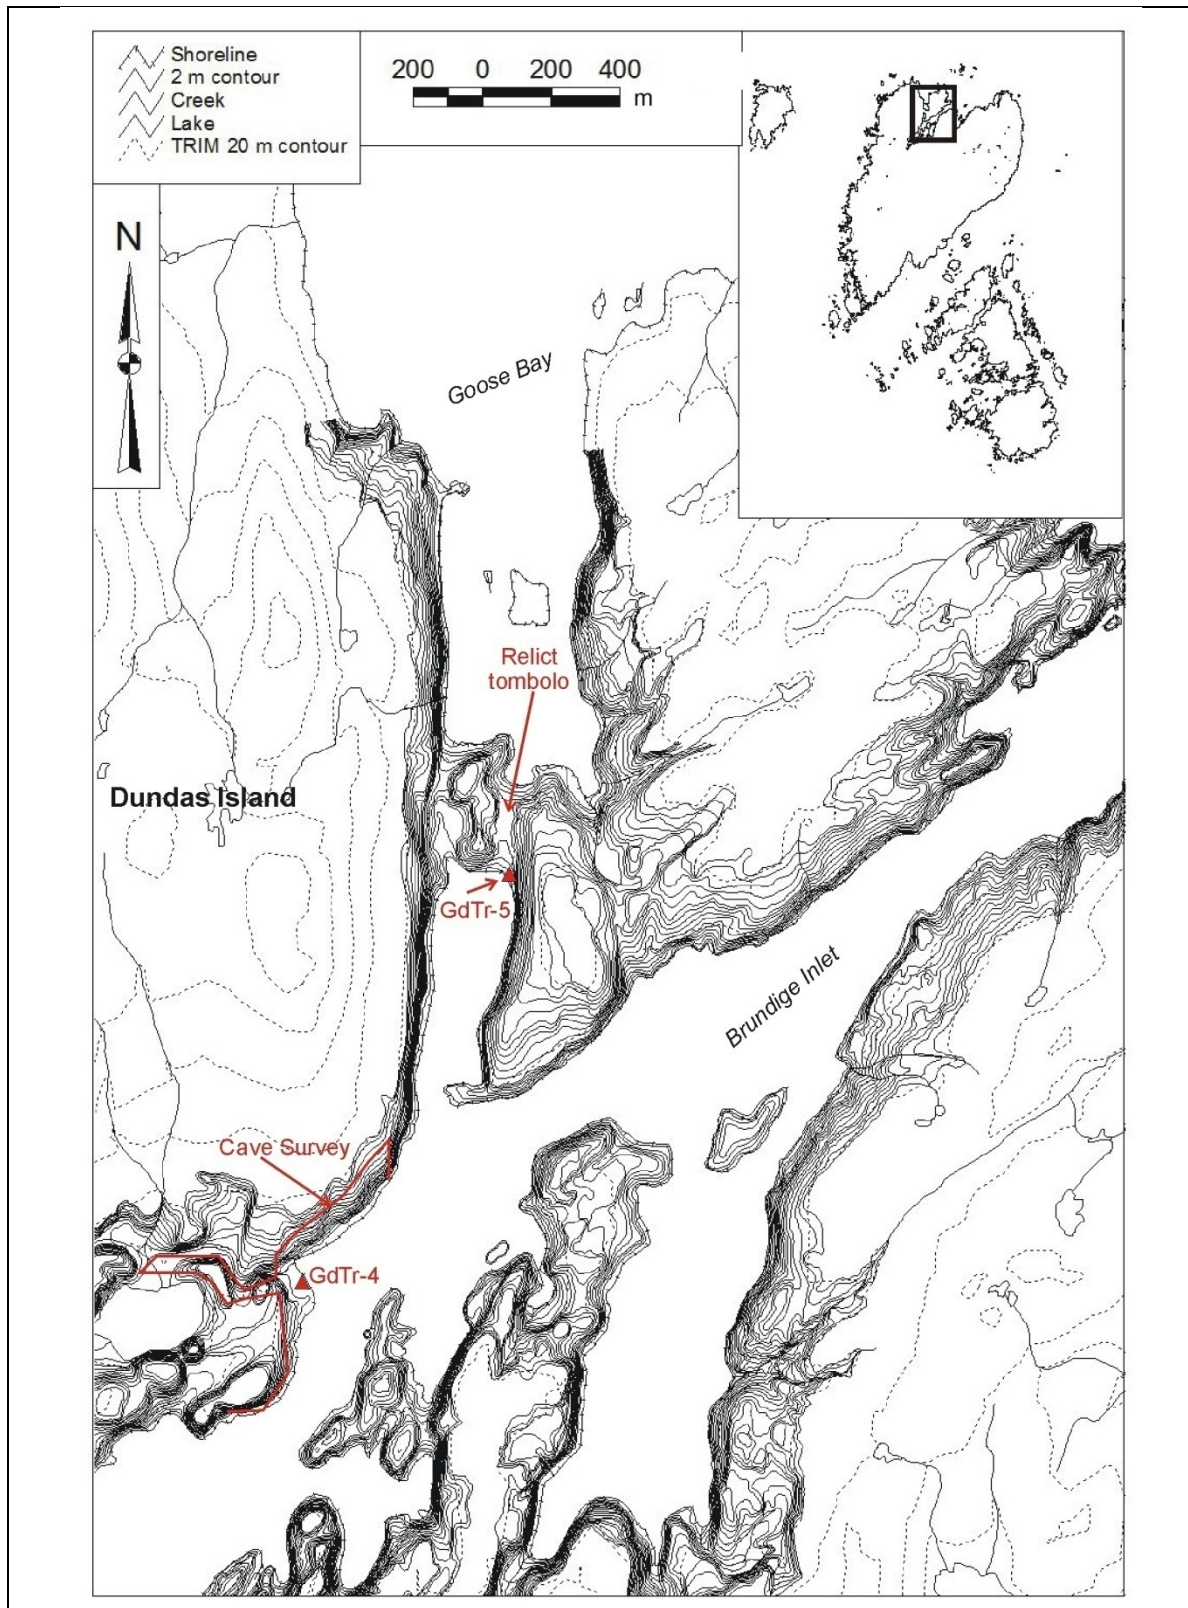 Shoreline
2 m contour
Creek
Lake
TRIM 20 m contour
200 0 200 400
m
N
Goose Bay
Relict
tombolo
Dundas Island
GdTr-5
Brundige Inlet
Cave Survey
GdTr-4